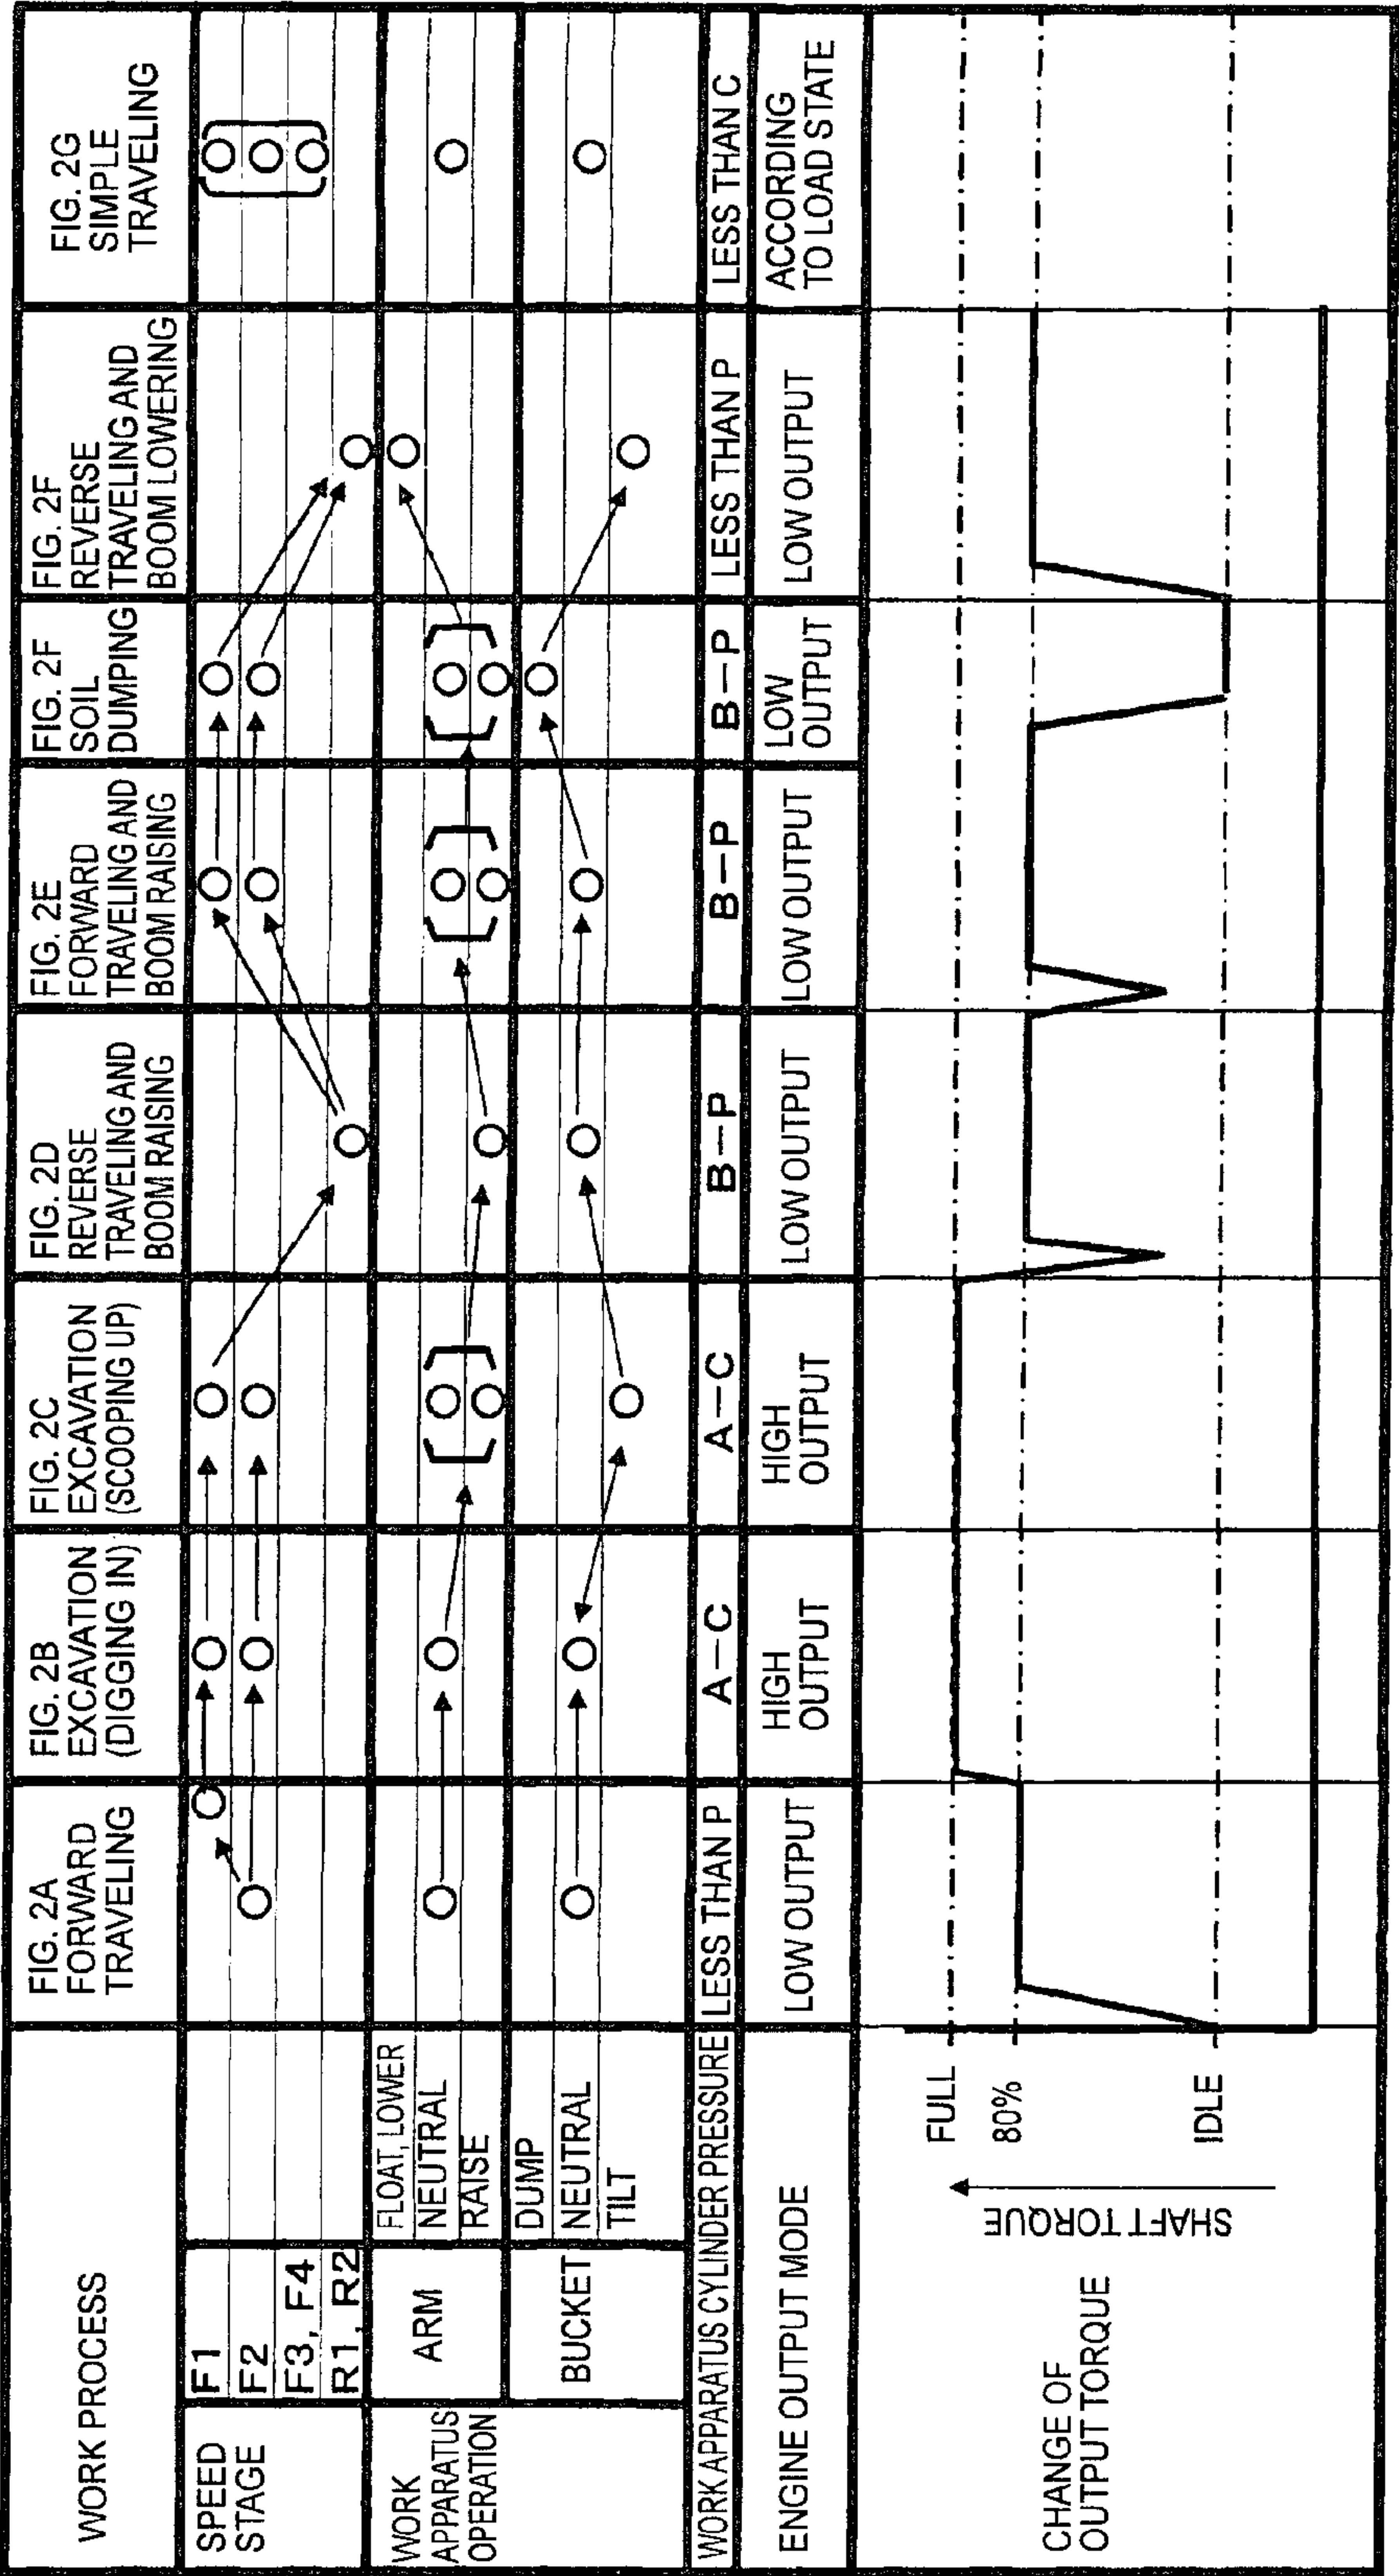 WORK PROCESS
FIG. 2A
FORWARD
TRAVELING
FIG. 2B
EXCAVATION
(DIGGING IN)
FIG. 2C
EXCAVATION
(SCOOPING UP)
FIG. 2D
REVERSE
TRAVELING AND
BOOM RAISING
FIG. 2E
FORWARD
TRAVELING AND
BOOM RAISING
FIG. 2F
SOIL
DUMPING
FIG. 2F
REVERSE
TRAVELING AND
BOOM LOWERING
FIG. 2G
SIMPLE
TRAVELING
SPEED
STAGE
F1
F2
F3, F4
R1, R2
WORK
APPARATUS
OPERATION
ARM
FLOAT, LOWER
NEUTRAL
RAISE
BUCKET
DUMP
NEUTRAL
TILT
WORK APPARATUS CYLINDER PRESSURE
LESS THAN P
A-C
A-C
B-P
B-P
B-P
LESS THAN P
LESS THAN C
ENGINE OUTPUT MODE
LOW OUTPUT
HIGH
OUTPUT
HIGH
OUTPUT
LOW OUTPUT
LOW OUTPUT
LOW
OUTPUT
LOW OUTPUT
ACCORDING
TO LOAD STATE
CHANGE OF
OUTPUT TORQUE
SHAFT TORQUE
FULL
80%
IDLE